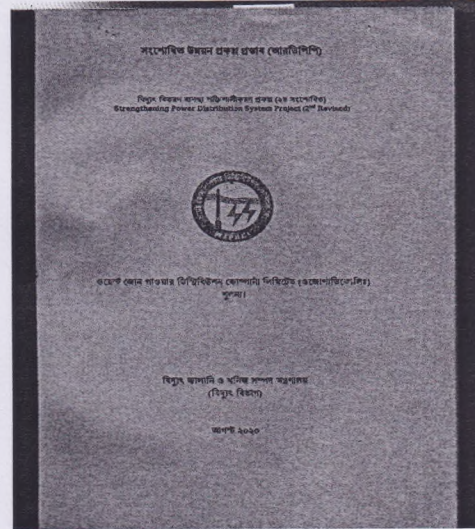 সংশোধিত উন্নয়ন প্রকল্প প্রস্তাব (আরডিপিপি)
বিদ্যুৎ বিতরণ ব্যবস্থা শক্তিশালীকরণ প্রকল্প (২য় সংশোধিত)
Strengthening Power Distribution System Project (2nd Revised)
ওয়েস্ট জোন পাওয়ার ডিস্ট্রিবিউশন কোম্পানী লিমিটেড (ওজোপাডিকোলিঃ)
খুলনা।
বিদ্যুৎ জ্বালানি ও খনিজ সম্পদ মন্ত্রণালয়
(বিদ্যুৎ বিভাগ)
আগস্ট ২০২০